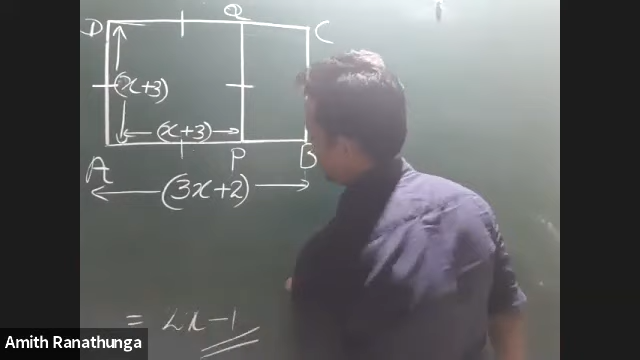 D Q C
(x+3)
(x+3)
A P B
(3x+2)
= 2x-1
Amith Ranathunga